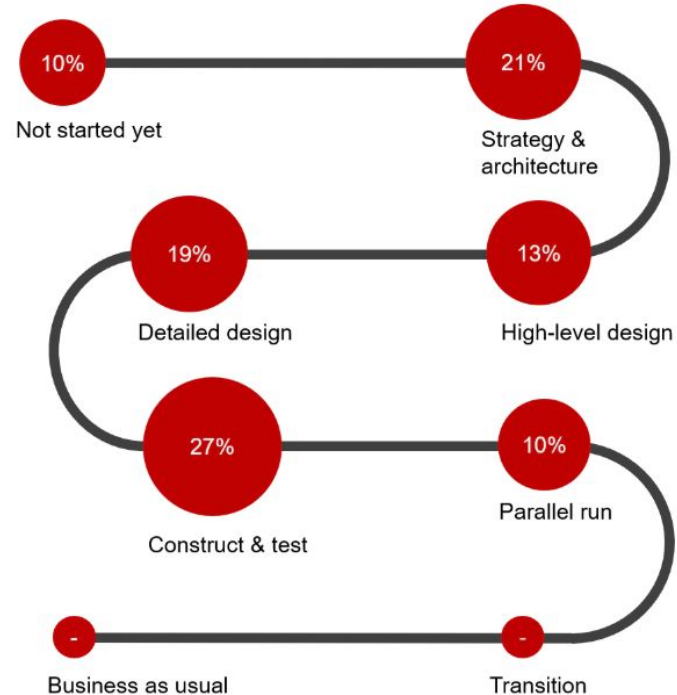 10%
Not started yet
21%
Strategy &
architecture
13%
High-level design
19%
Detailed design
27%
Construct & test
10%
Parallel run
-
Transition
-
Business as usual